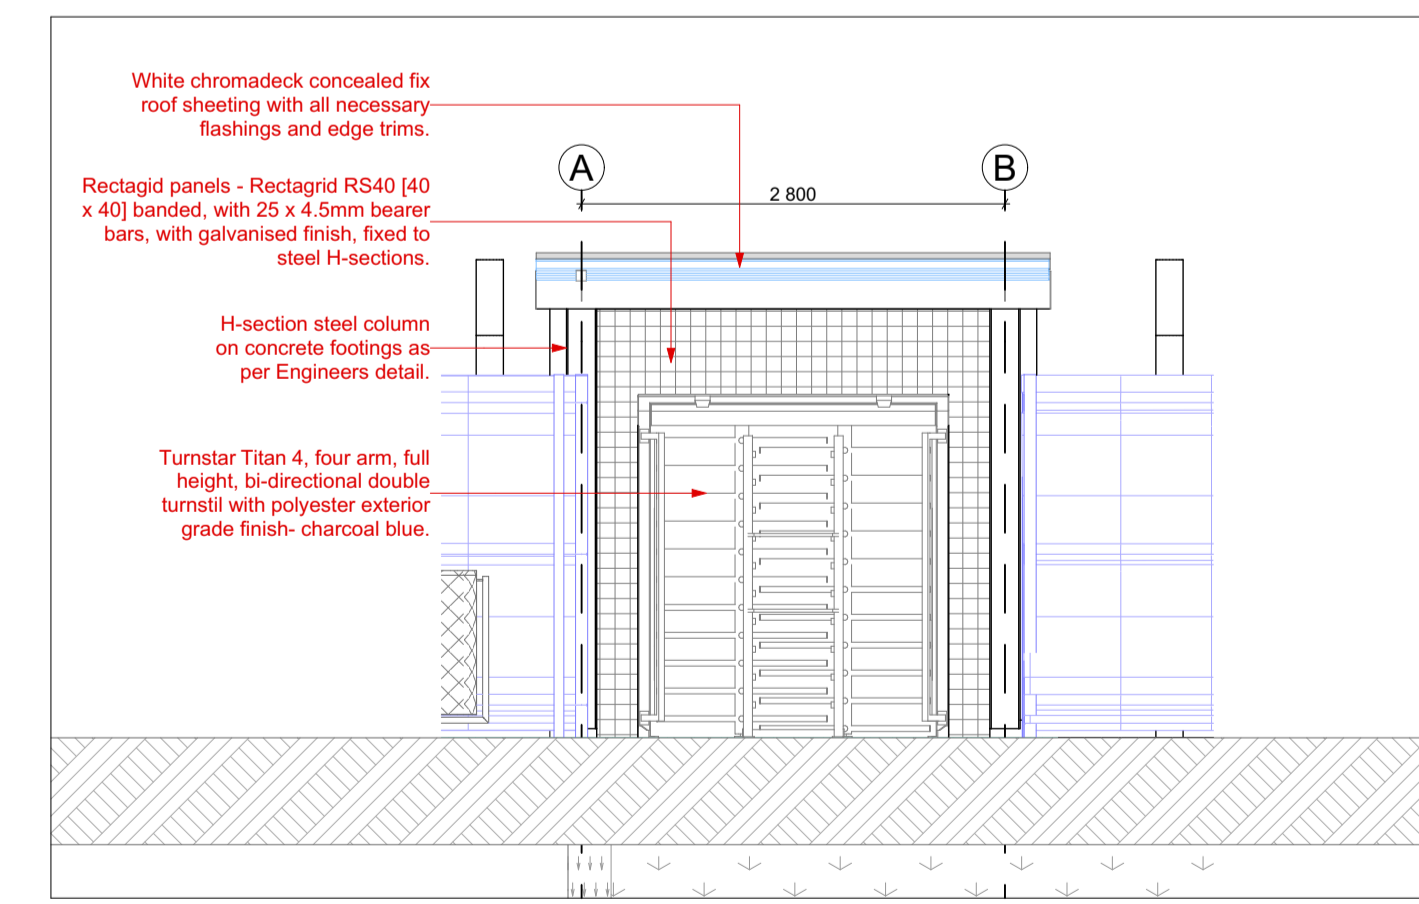 White chromadeck concealed fix
roof sheeting with all necessary
flashings and edge trims.
A
B
2 800
Rectagid panels - Rectagrid RS40 [40
x 40] banded, with 25 x 4.5mm bearer
bars, with galvanised finish, fixed to
steel H-sections.
H-section steel column
on concrete footings as
per Engineers detail.
Turnstar Titan 4, four arm, full
height, bi-directional double
turnstil with polyester exterior
grade finish- charcoal blue.